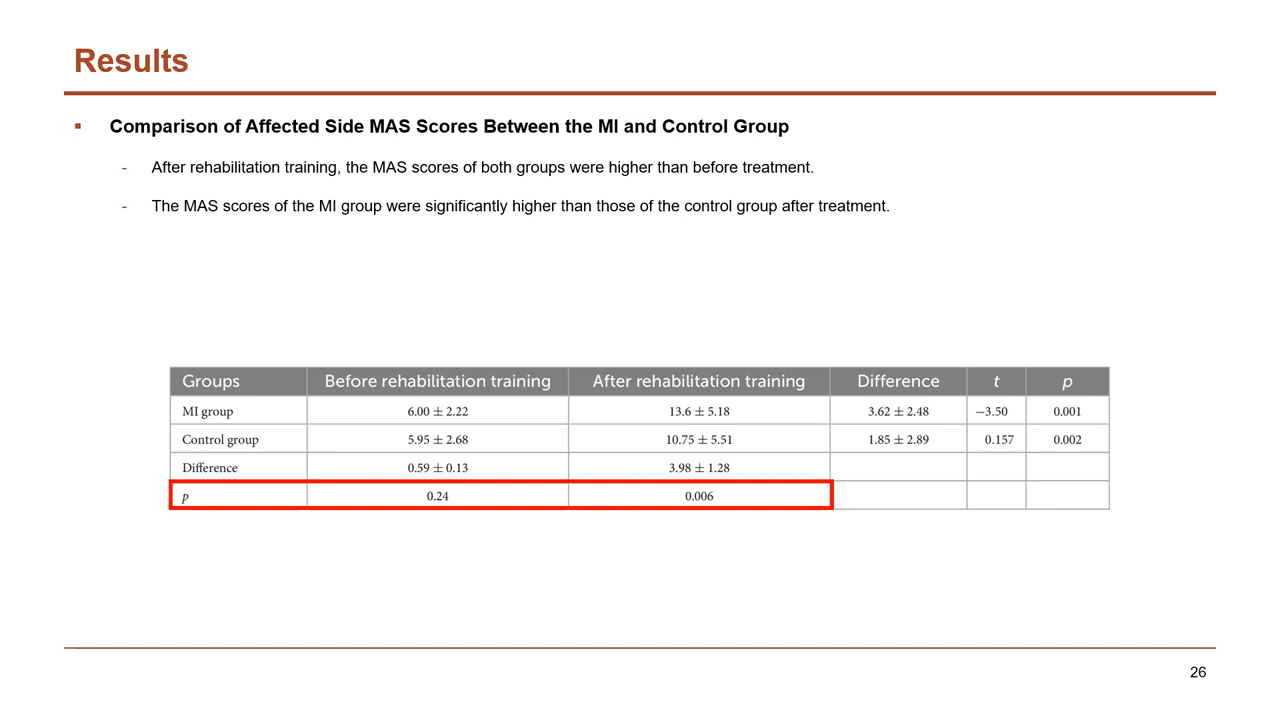 Results
▪ Comparison of Affected Side MAS Scores Between the MI and Control Group
- After rehabilitation training, the MAS scores of both groups were higher than before treatment.
- The MAS scores of the MI group were significantly higher than those of the control group after treatment.
Groups Before rehabilitation training After rehabilitation training Difference t p
MI group 6.00 ± 2.22 13.6 ± 5.18 3.62 ± 2.48 −3.50 0.001
Control group 5.95 ± 2.68 10.75 ± 5.51 1.85 ± 2.89 0.157 0.002
Difference 0.59 ± 0.13 3.98 ± 1.28
p 0.24 0.006
26